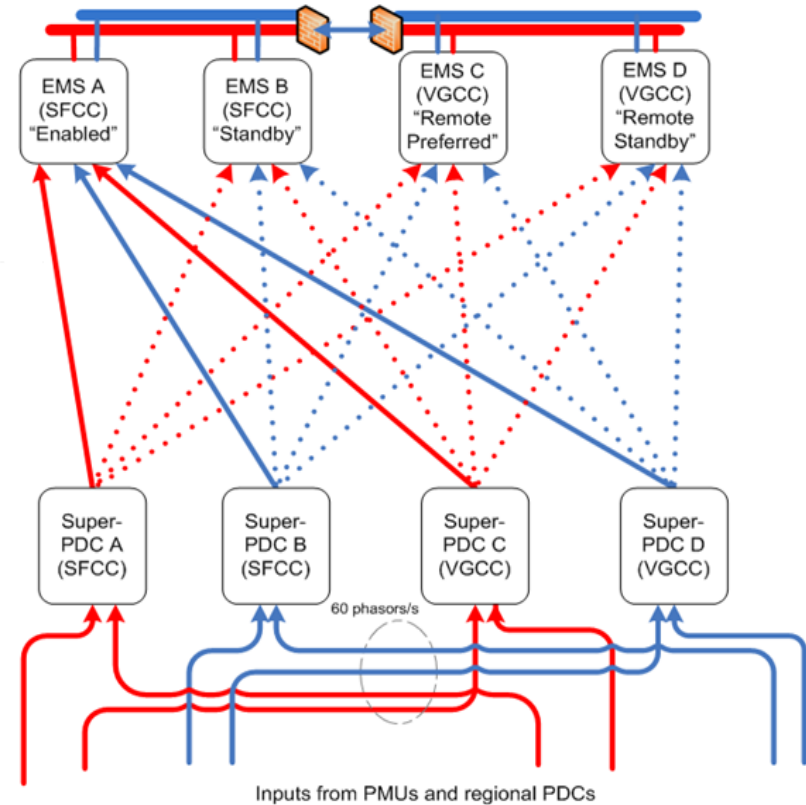 EMS A
(SFCC)
“Enabled”
EMS B
(SFCC)
“Standby”
EMS C
(VGCC)
“Remote
Preferred”
EMS D
(VGCC)
“Remote
Standby”
Super-
PDC A
(SFCC)
Super-
PDC B
(SFCC)
Super-
PDC C
(VGCC)
Super-
PDC D
(VGCC)
60 phasors/s
Inputs from PMUs and regional PDCs